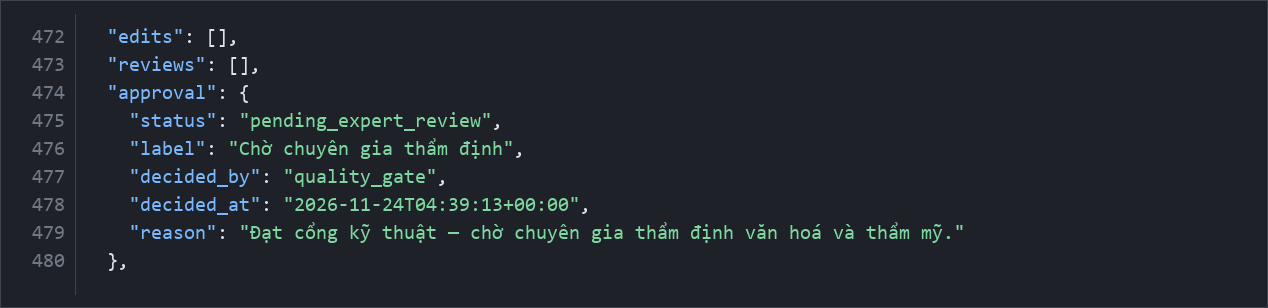 472 "edits": [],
473 "reviews": [],
474 "approval": {
475 "status": "pending_expert_review",
476 "label": "Chờ chuyên gia thẩm định",
477 "decided_by": "quality_gate",
478 "decided_at": "2026-11-24T04:39:13+00:00",
479 "reason": "Đạt cổng kỹ thuật — chờ chuyên gia thẩm định văn hoá và thẩm mỹ."
480 },